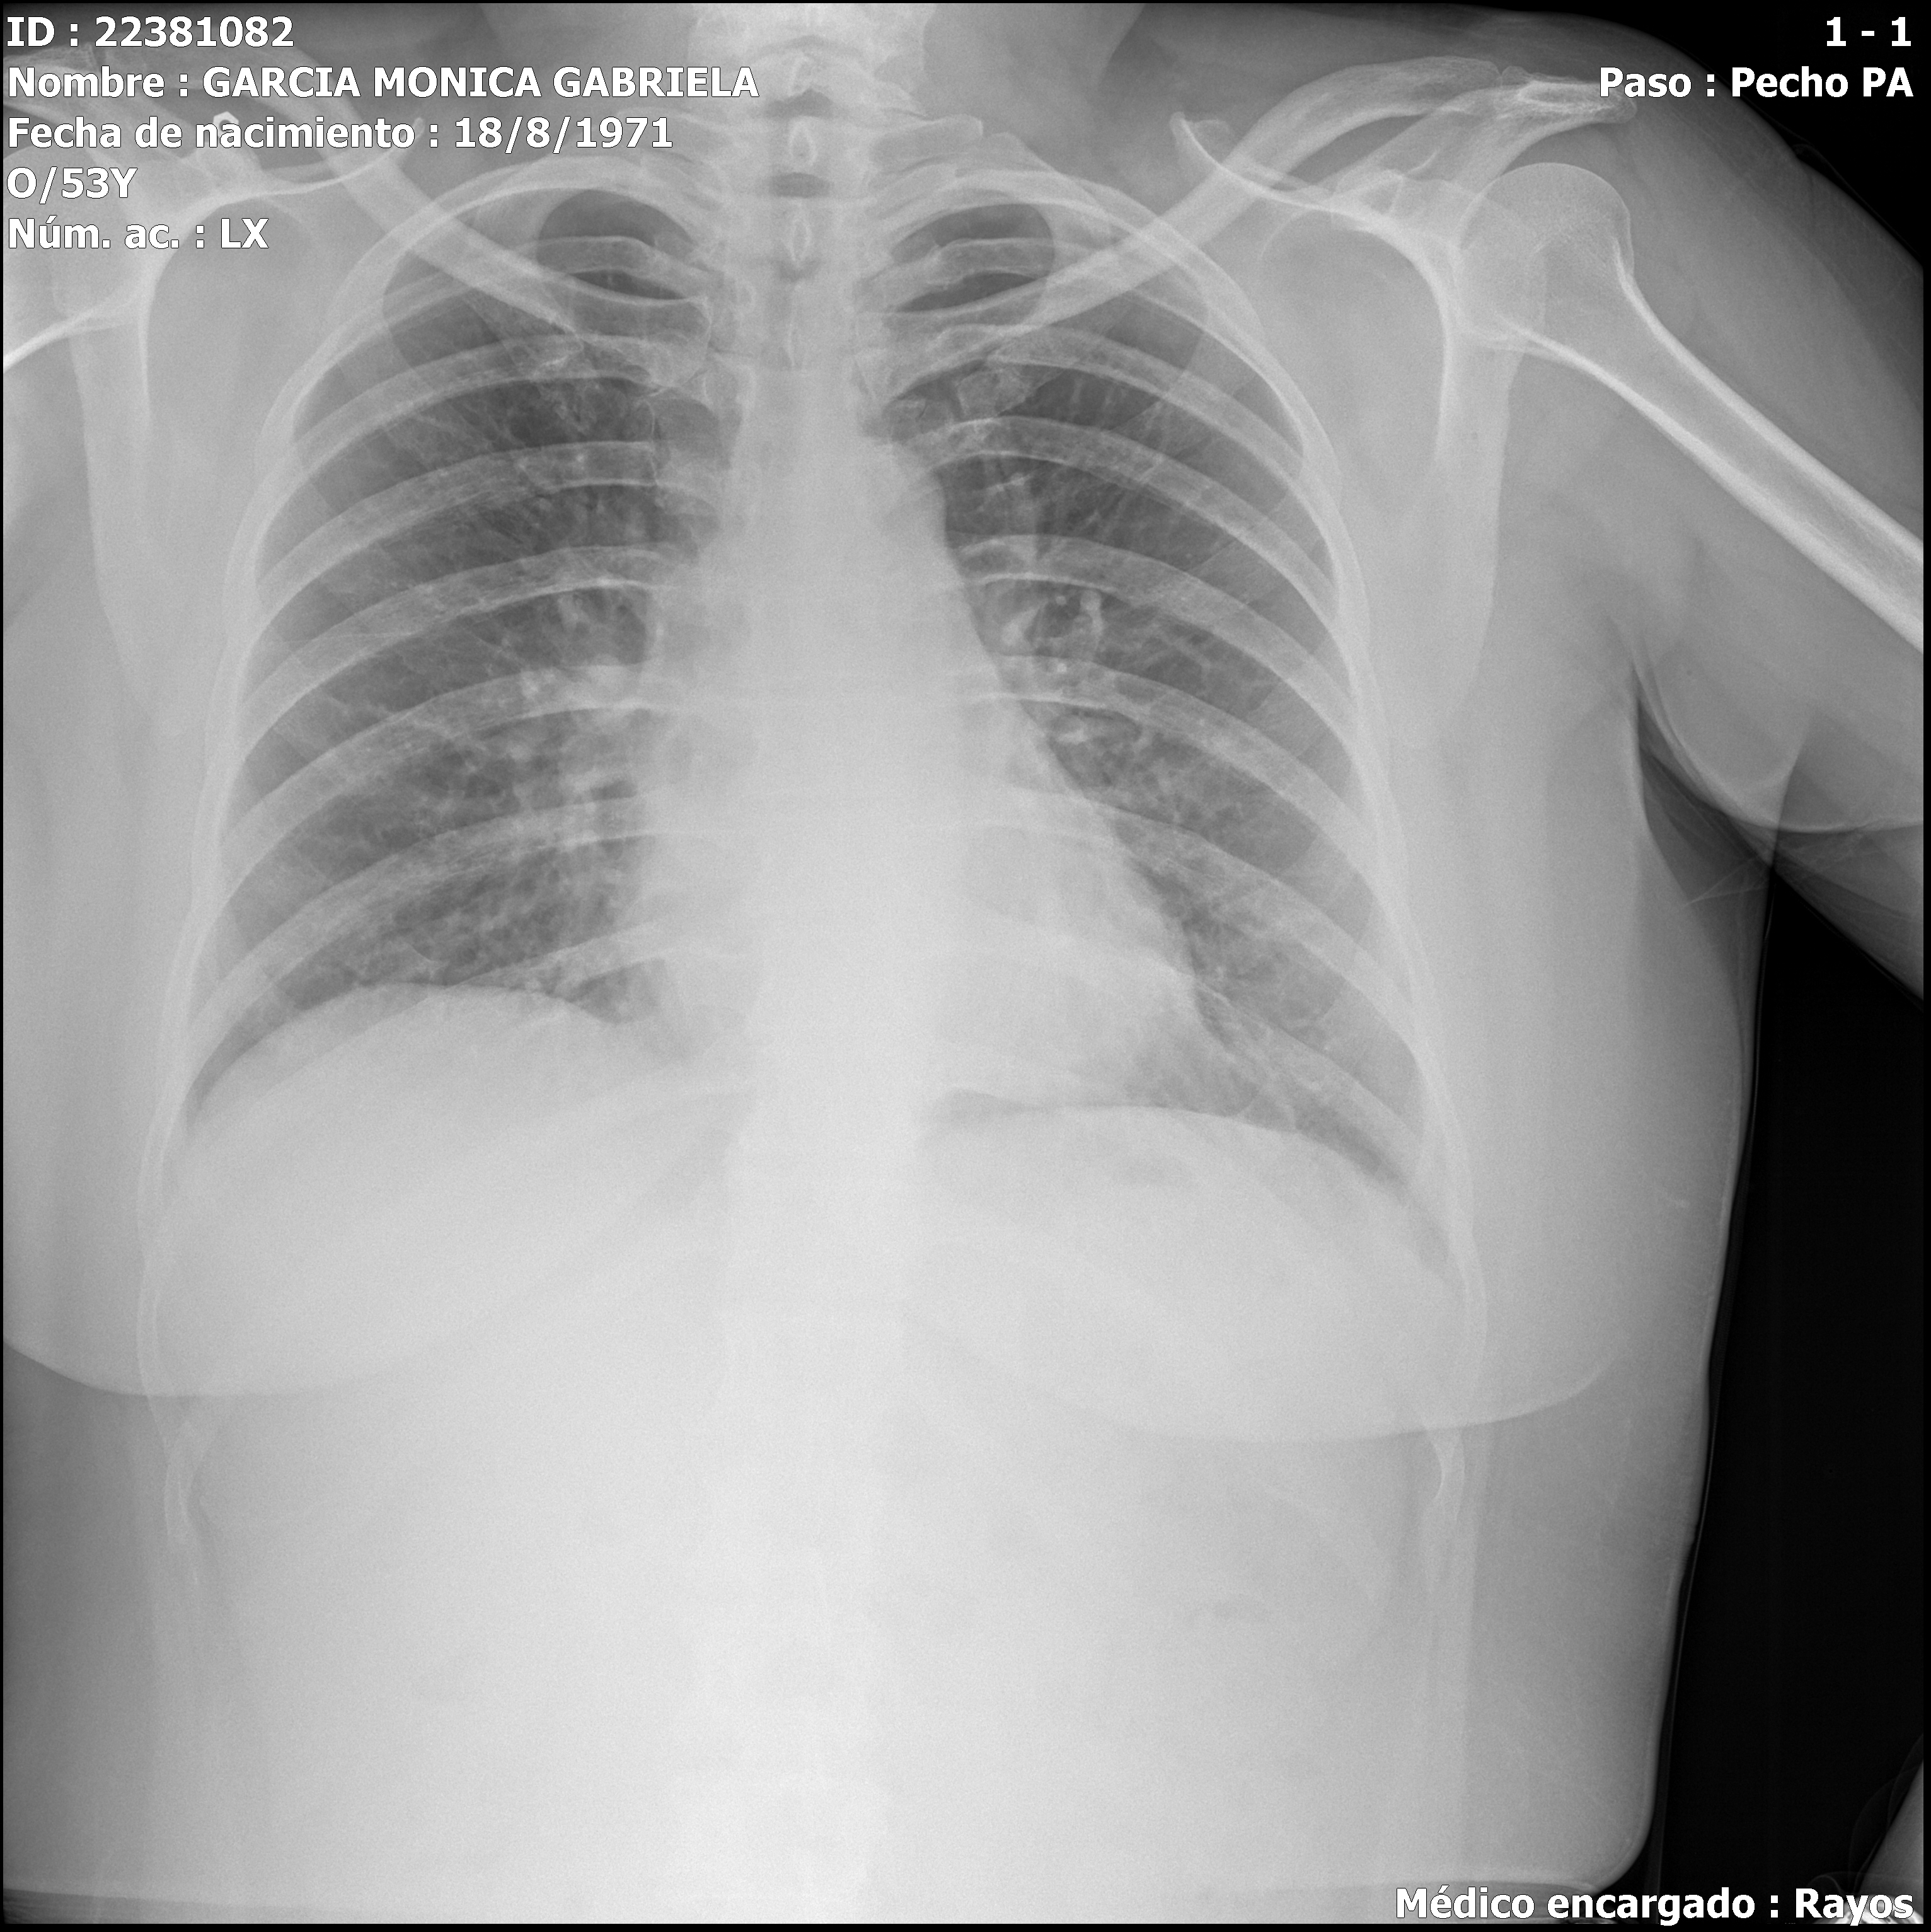 ID : 22381082
Nombre : GARCIA MONICA GABRIELA
Fecha de nacimiento : 18/8/1971
O/53Y
Núm. ac. : LX
1 - 1
Paso : Pecho PA
Médico encargado : Rayos